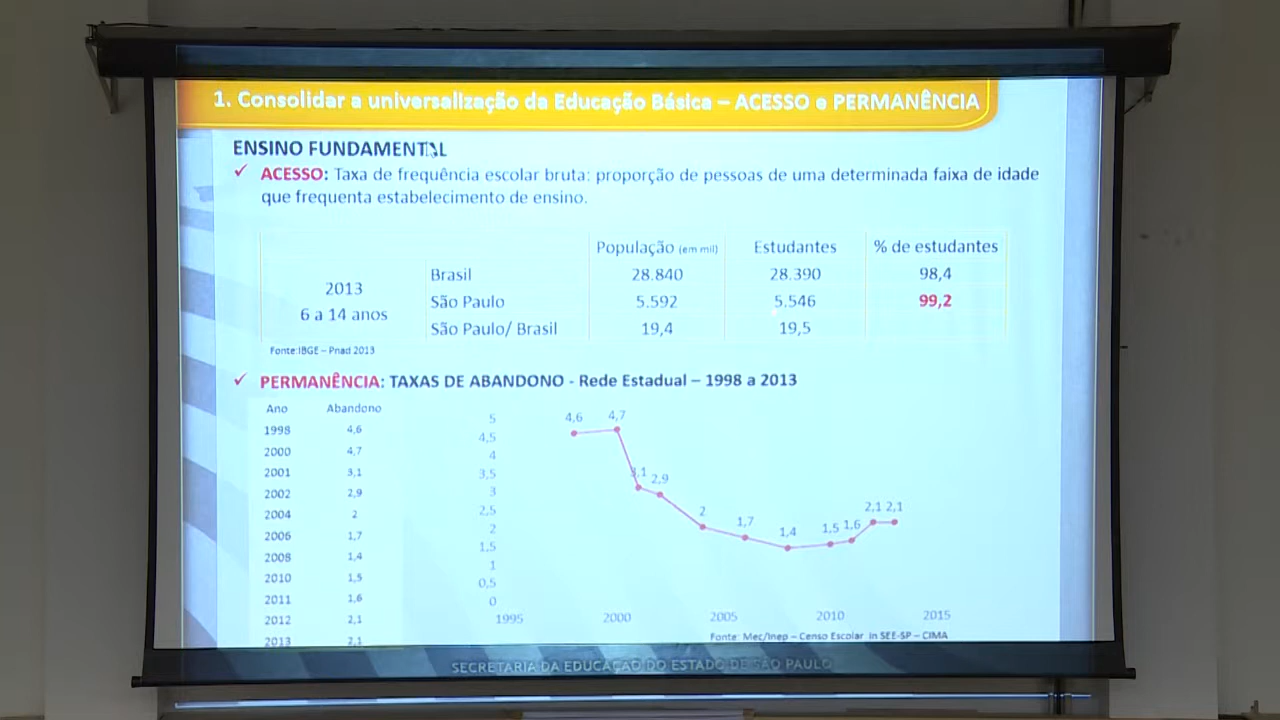 1. Consolidar a universalização da Educação Básica – ACESSO e PERMANÊNCIA
ENSINO FUNDAMENTAL
✓ ACESSO: Taxa de frequência escolar bruta: proporção de pessoas de uma determinada faixa de idade
que frequenta estabelecimento de ensino.
População (em mil) Estudantes % de estudantes
2013
6 a 14 anos
Brasil 28.840 28.390 98,4
São Paulo 5.592 5.546 99,2
São Paulo/ Brasil 19,4 19,5
Fonte:IBGE – Pnad 2013
✓ PERMANÊNCIA: TAXAS DE ABANDONO - Rede Estadual – 1998 a 2013
Ano Abandono
1998 4,6
2000 4,7
2001 3,1
2002 2,9
2004 2
2006 1,7
2008 1,4
2010 1,5
2011 1,6
2012 2,1
2013 2,1
5
4,5
4
3,5
3
2,5
2
1,5
1
0,5
0
4,6 4,7
3,1 2,9
2
1,7
1,4
1,5 1,6
2,1 2,1
1995 2000 2005 2010 2015
Fonte: Mec/Inep – Censo Escolar in SEE-SP – CIMA
SECRETARIA DA EDUCAÇÃO DO ESTADO DE SÃO PAULO